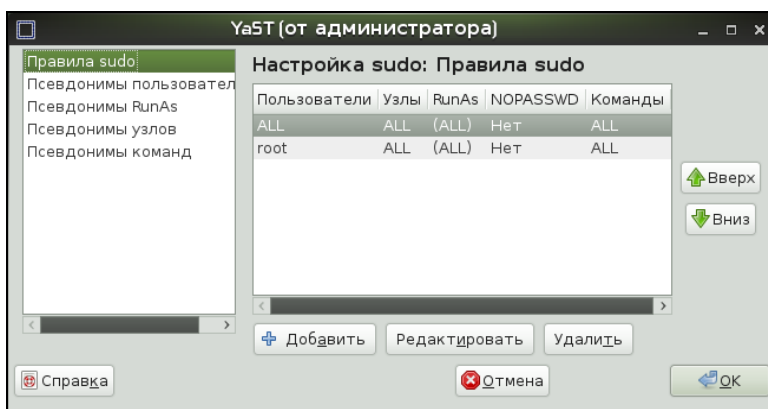 YaST (от администратора)
Правила sudo
Псевдонимы пользовател
Псевдонимы RunAs
Псевдонимы узлов
Псевдонимы команд
Настройка sudo: Правила sudo
Пользователи Узлы RunAs NOPASSWD Команды
ALL ALL (ALL) Нет ALL
root ALL (ALL) Нет ALL
Вверх
Вниз
Добавить Редактировать Удалить
Справка Отмена OK